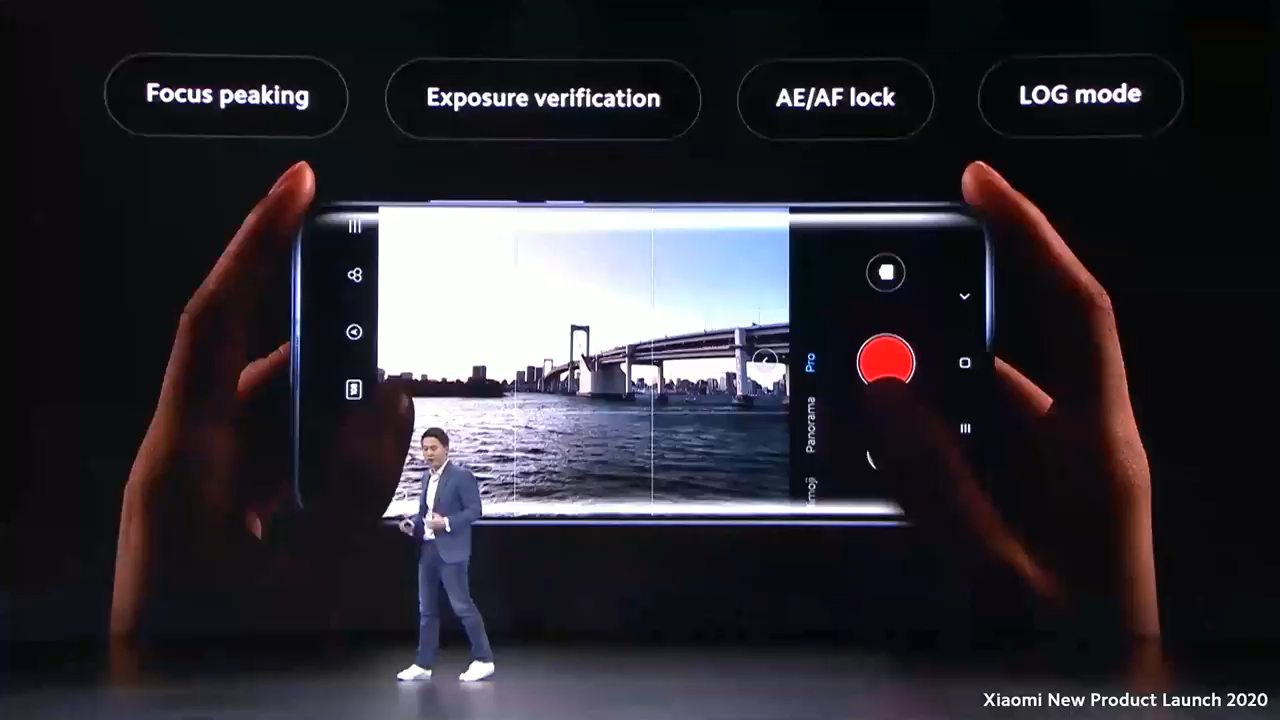 Focus peaking
Exposure verification
AE/AF lock
LOG mode
Pro
Panorama
Xiaomi New Product Launch 2020